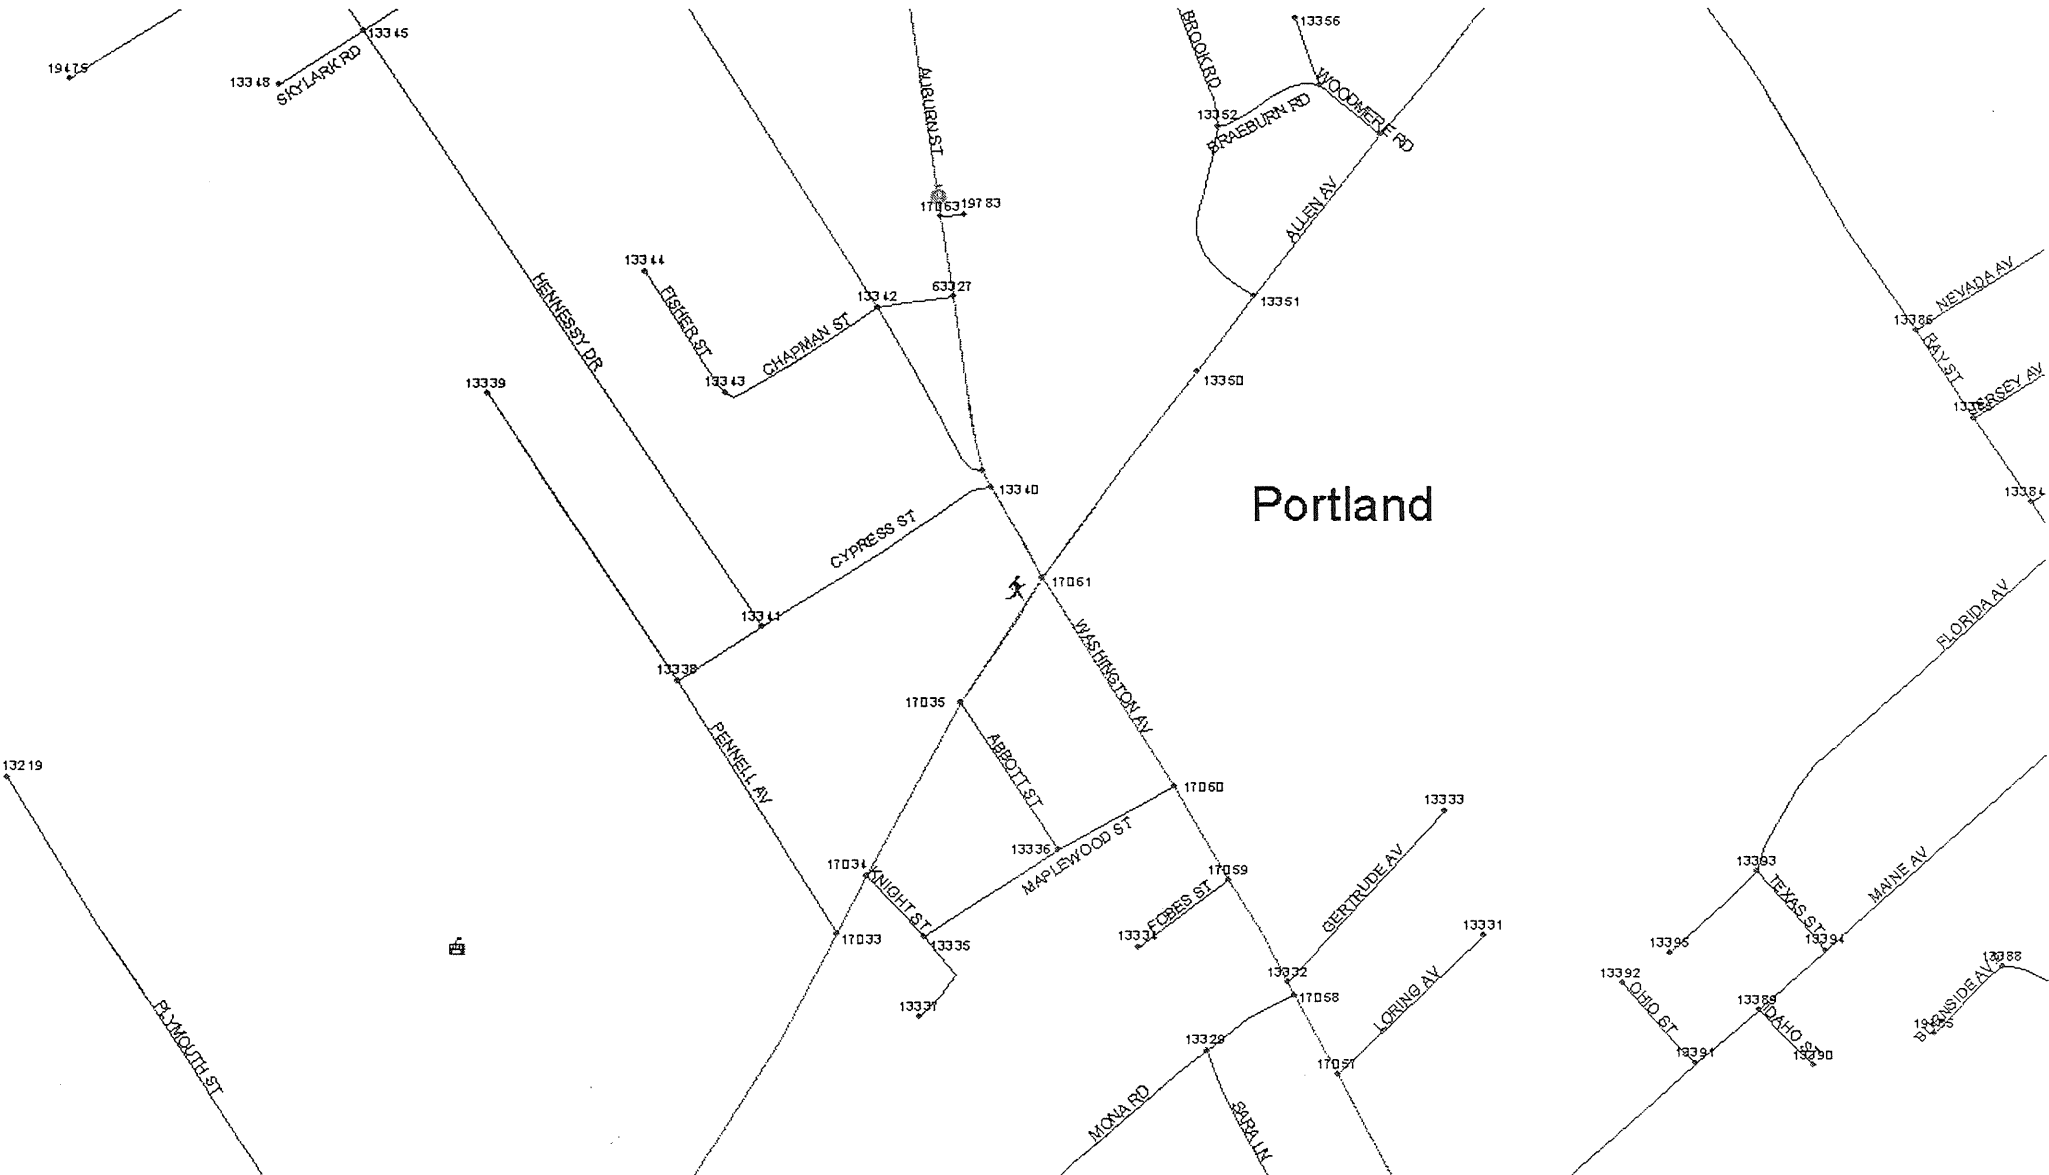 13356
13345
BROOK RD
19475
13348
SKYLARK RD
AUBURN ST
WOODMERE RD
13352
BRAEBURN RD
17063
19783
ALLEN AV
13344
HENNESSY DR
FISHER ST
13342
63327
13351
NEVADA AV
13386
CHAPMAN ST
RAY ST
13339
13343
13350
JERSEY AV
13340
Portland
13384
CYPRESS ST
17061
FLORIDA AV
13341
WASHINGTON AV
13338
17035
PENNELL AV
ABBOTT ST
13219
17060
13333
13336
MAPLEWOOD ST
17034
KNIGHT ST
17059
GERTRUDE AV
13393
TEXAS ST
MAINE AV
FOBES ST
17033
13335
13334
13331
13394
13395
13388
13332
17058
LORING AV
13392
OHIO ST
13389
IDAHO ST
BURNSIDE AV
13337
PLYMOUTH ST
13329
17057
13391
13390
MONA RD
SARA LN